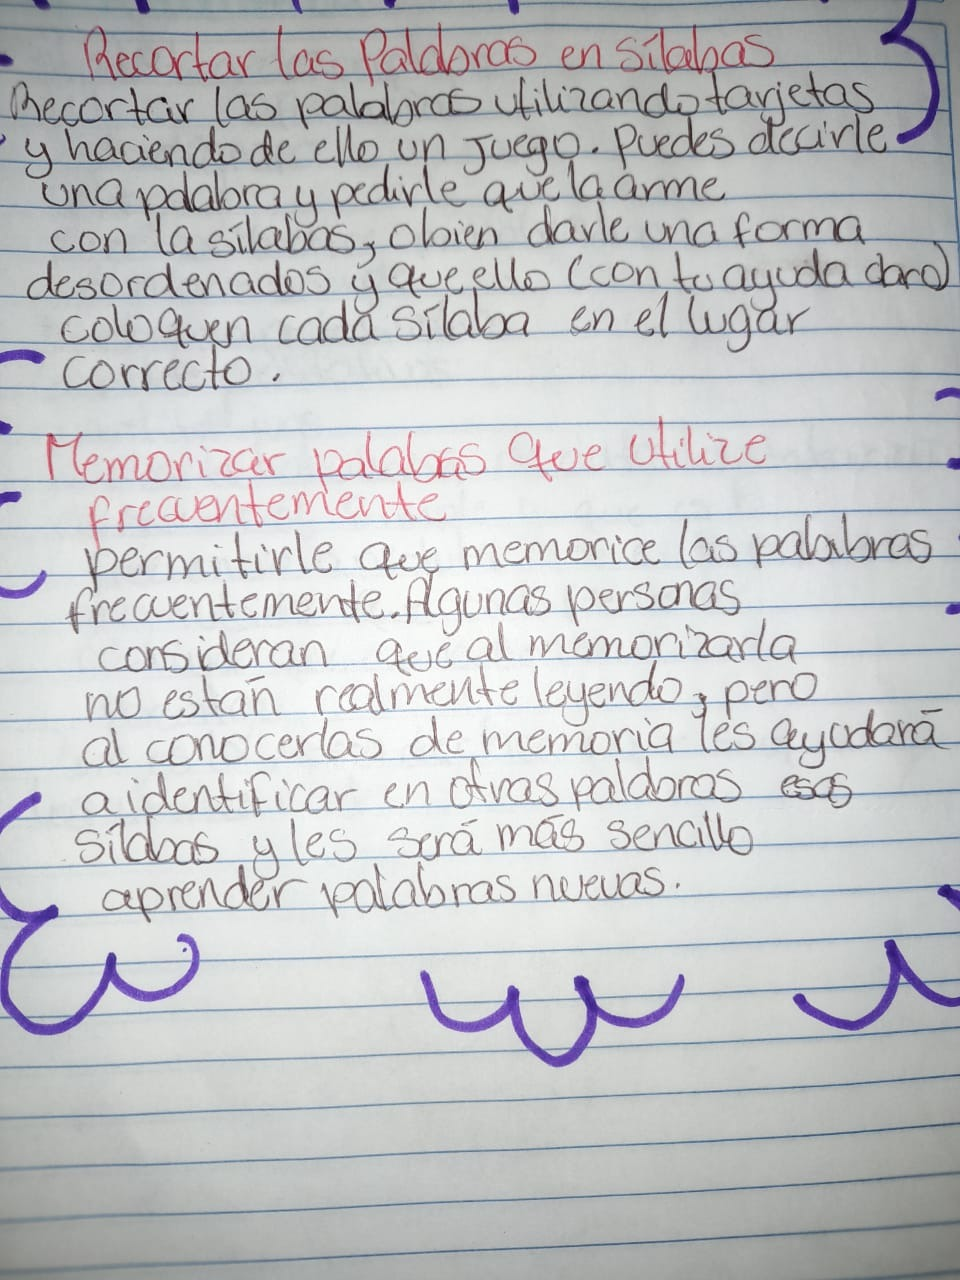 Recortar las Palabras en sílabas
Recortar las palabras utilizando tarjetas
y haciendo de ello un juego. Puedes decirle
una palabra y pedirle que la arme
con la sílabas, o bien darle una forma
desordenados y que ello (con tu ayuda claro)
coloquen cada sílaba en el lugar
correcto.
Memorizar palabas que utilize
frecuentemente
permitirle que memorice las palabras
frecuentemente. Agunas personas
consideran que al memorizarla
no están realmente leyendo, pero
al conocerlas de memoria les ayudará
a identificar en otras palabras esas
sílabas y les será más sencillo
aprender palabras nuevas.